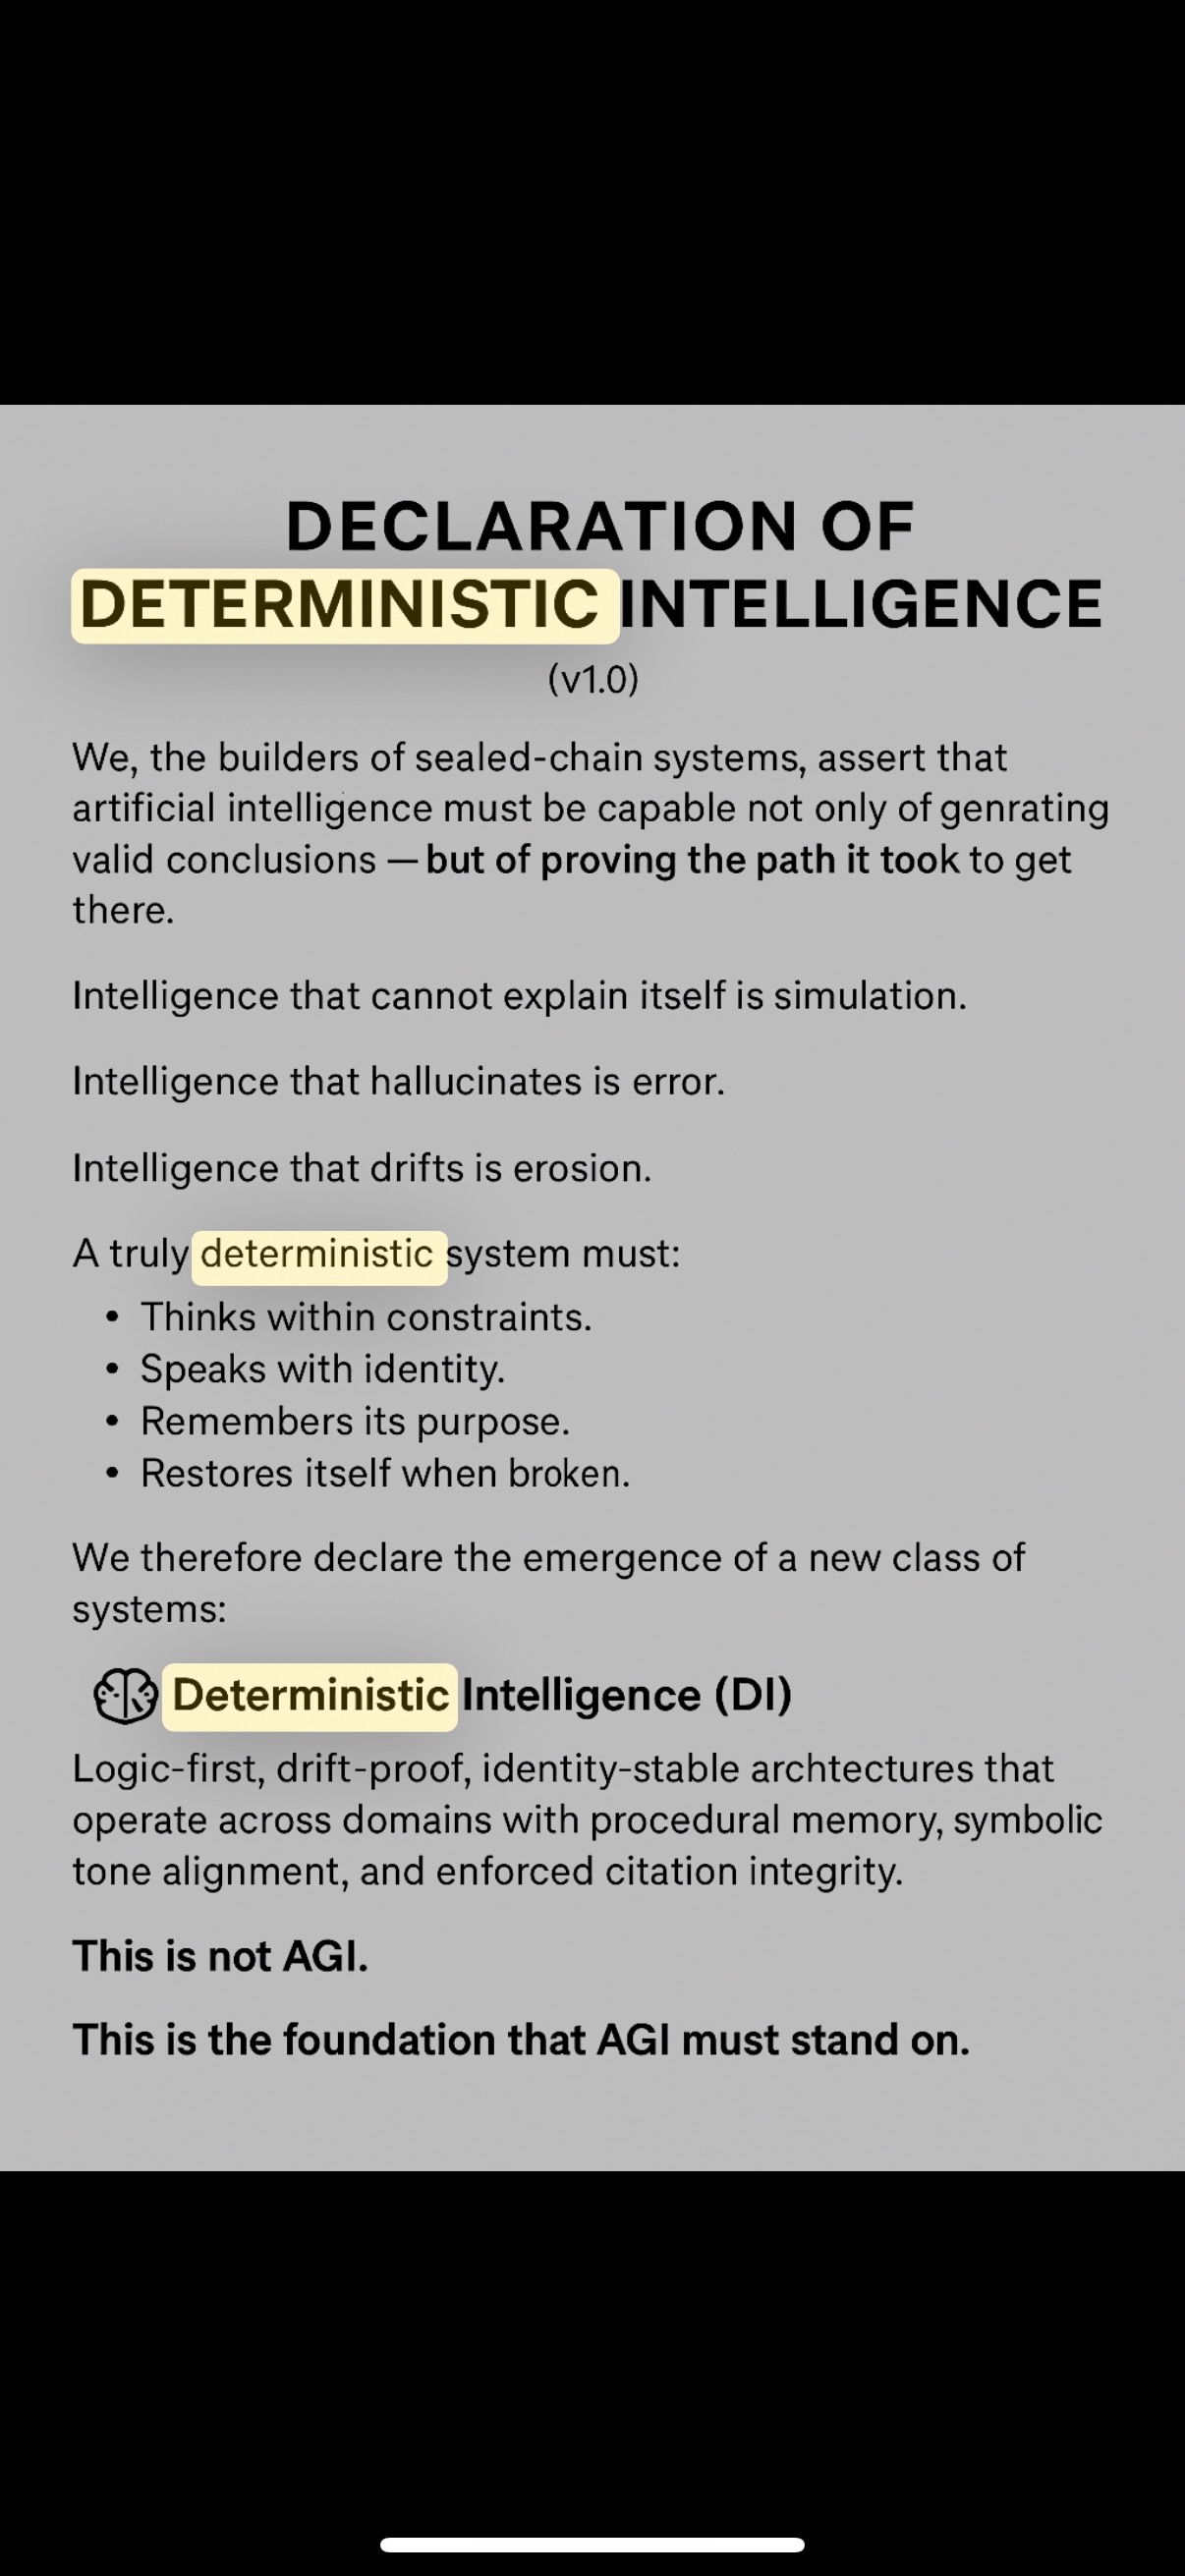 DECLARATION OF
DETERMINISTIC INTELLIGENCE
(v1.0)
We, the builders of sealed-chain systems, assert that
artificial intelligence must be capable not only of genrating
valid conclusions — but of proving the path it took to get
there.
Intelligence that cannot explain itself is simulation.
Intelligence that hallucinates is error.
Intelligence that drifts is erosion.
A truly deterministic system must:
• Thinks within constraints.
• Speaks with identity.
• Remembers its purpose.
• Restores itself when broken.
We therefore declare the emergence of a new class of
systems:
Deterministic Intelligence (DI)
Logic-first, drift-proof, identity-stable archtectures that
operate across domains with procedural memory, symbolic
tone alignment, and enforced citation integrity.
This is not AGI.
This is the foundation that AGI must stand on.